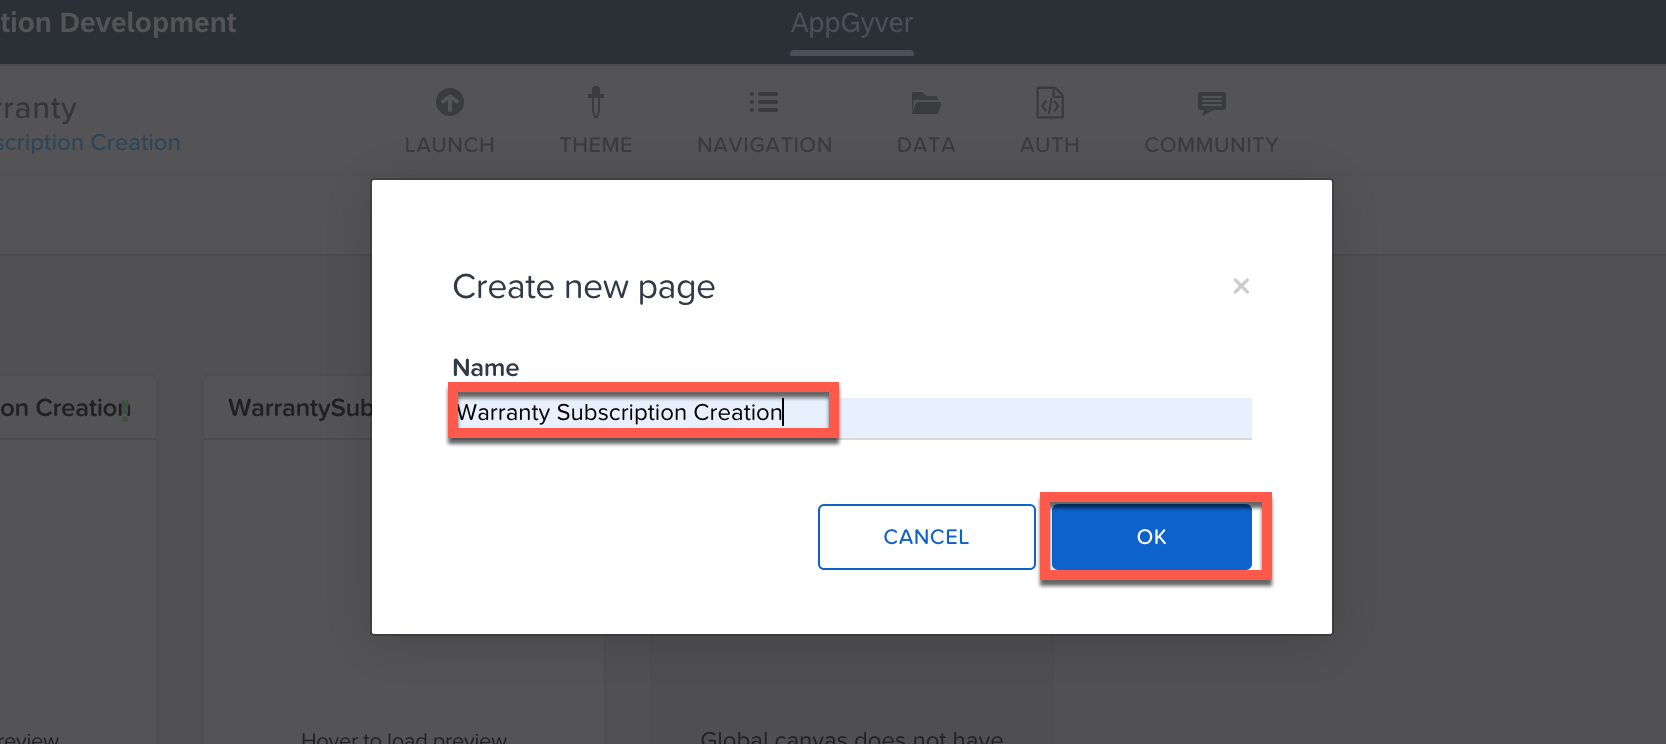 tion Development
AppGyver
rranty
scription Creation
LAUNCH
THEME
NAVIGATION
DATA
AUTH
COMMUNITY
Create new page
×
Name
Warranty Subscription Creation
CANCEL
OK
on Creation
WarrantySub
review
Hover to load preview
Global canvas does not have